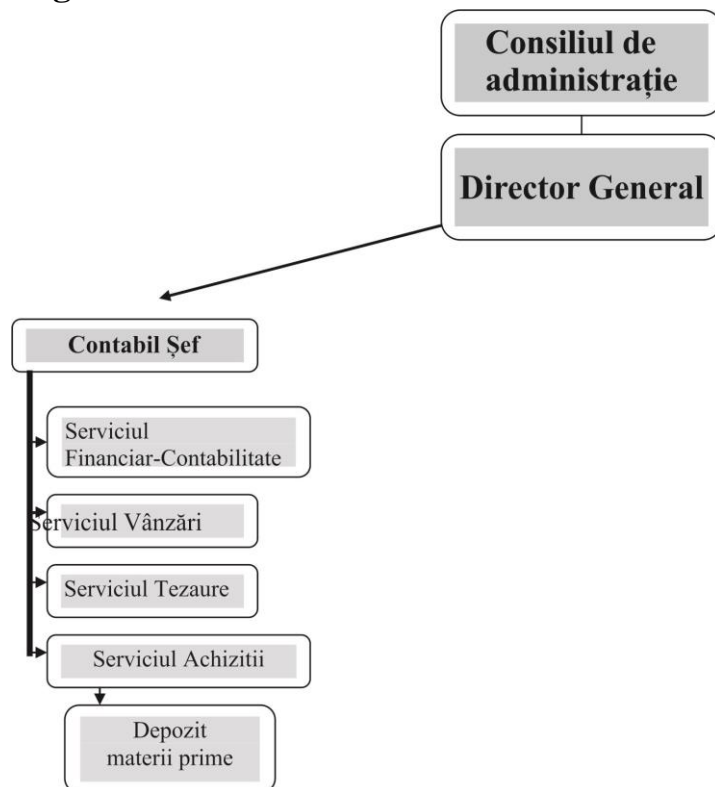 Consiliul de
administrație
Director General
Contabil Șef
Serviciul
Financiar-Contabilitate
Serviciul Vânzări
Serviciul Tezaure
Serviciul Achizitii
Depozit
materii prime